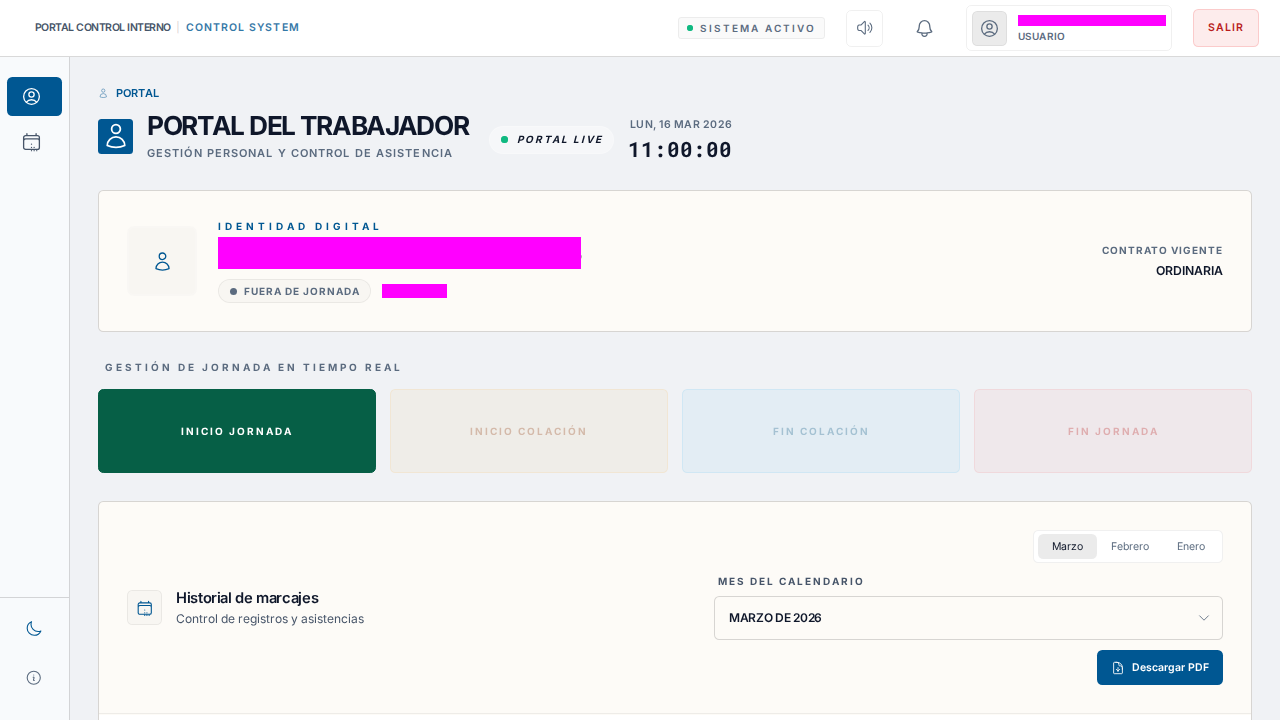 PORTAL CONTROL INTERNO | CONTROL SYSTEM
SISTEMA ACTIVO
USUARIO
SALIR
PORTAL
PORTAL DEL TRABAJADOR
GESTIÓN PERSONAL Y CONTROL DE ASISTENCIA
PORTAL LIVE
LUN, 16 MAR 2026
11:00:00
IDENTIDAD DIGITAL
FUERA DE JORNADA
CONTRATO VIGENTE
ORDINARIA
GESTIÓN DE JORNADA EN TIEMPO REAL
INICIO JORNADA
INICIO COLACIÓN
FIN COLACIÓN
FIN JORNADA
Marzo
Febrero
Enero
Historial de marcajes
Control de registros y asistencias
MES DEL CALENDARIO
MARZO DE 2026
Descargar PDF